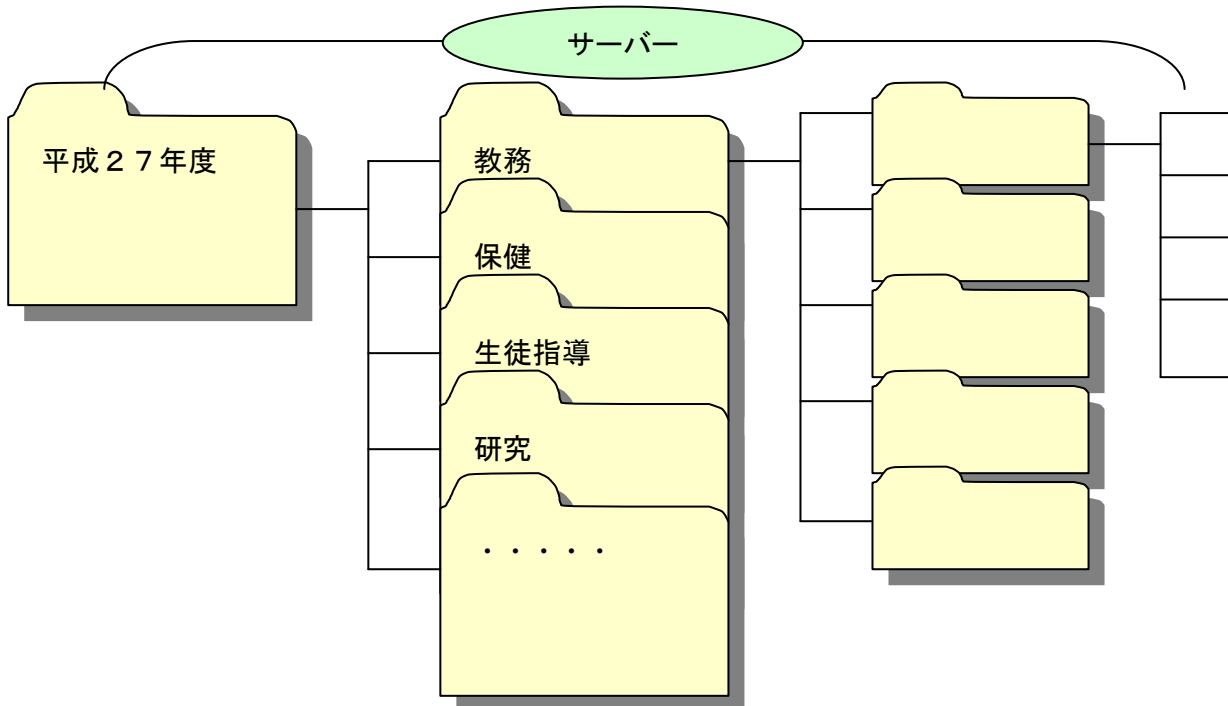 サーバー
平成２７年度
教務
保健
生徒指導
研究
・・・・・